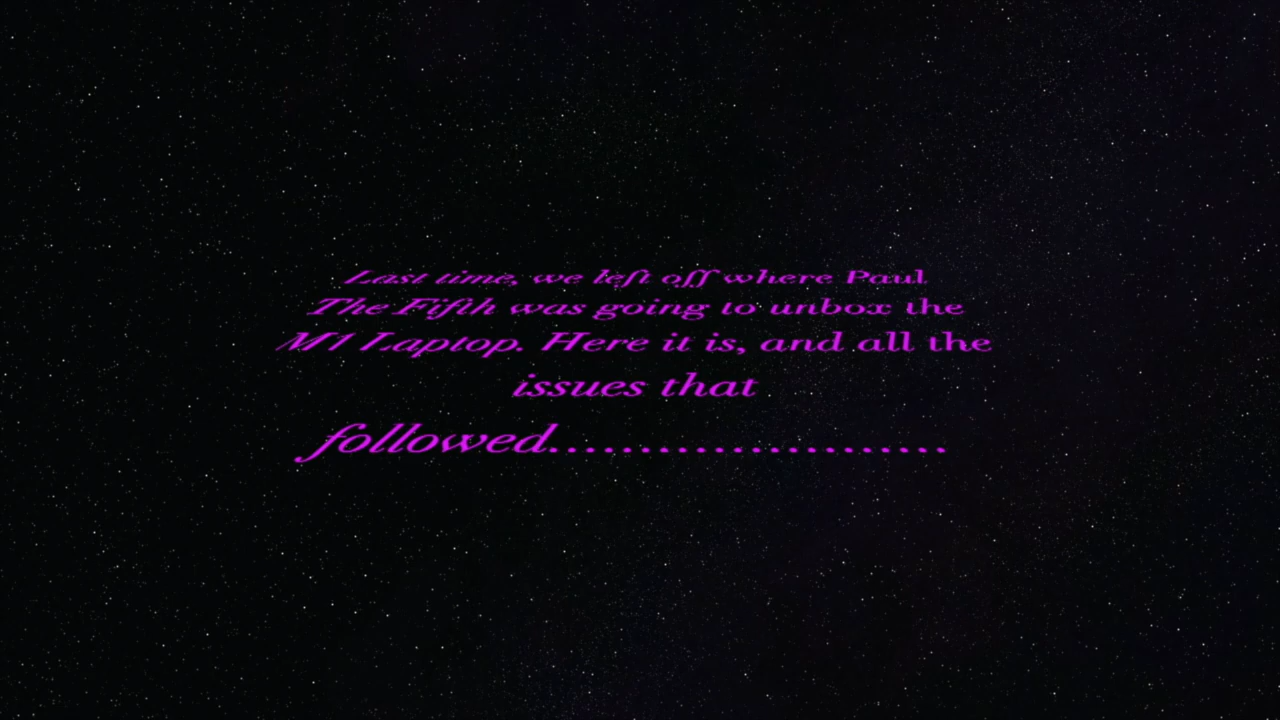 Last time, we left off where Paul
The Fifth was going to unbox the
M1 Laptop. Here it is, and all the
issues that
followed......................